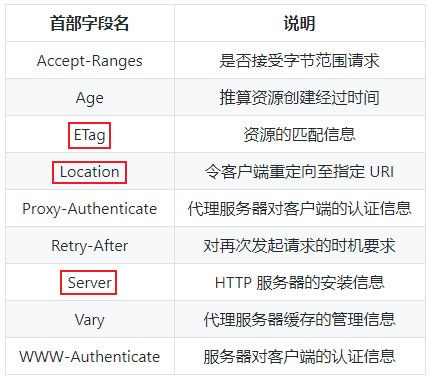 首部字段名 说明
Accept-Ranges 是否接受字节范围请求
Age 推算资源创建经过时间
ETag 资源的匹配信息
Location 令客户端重定向至指定 URI
Proxy-Authenticate 代理服务器对客户端的认证信息
Retry-After 对再次发起请求的时机要求
Server HTTP 服务器的安装信息
Vary 代理服务器缓存的管理信息
WWW-Authenticate 服务器对客户端的认证信息